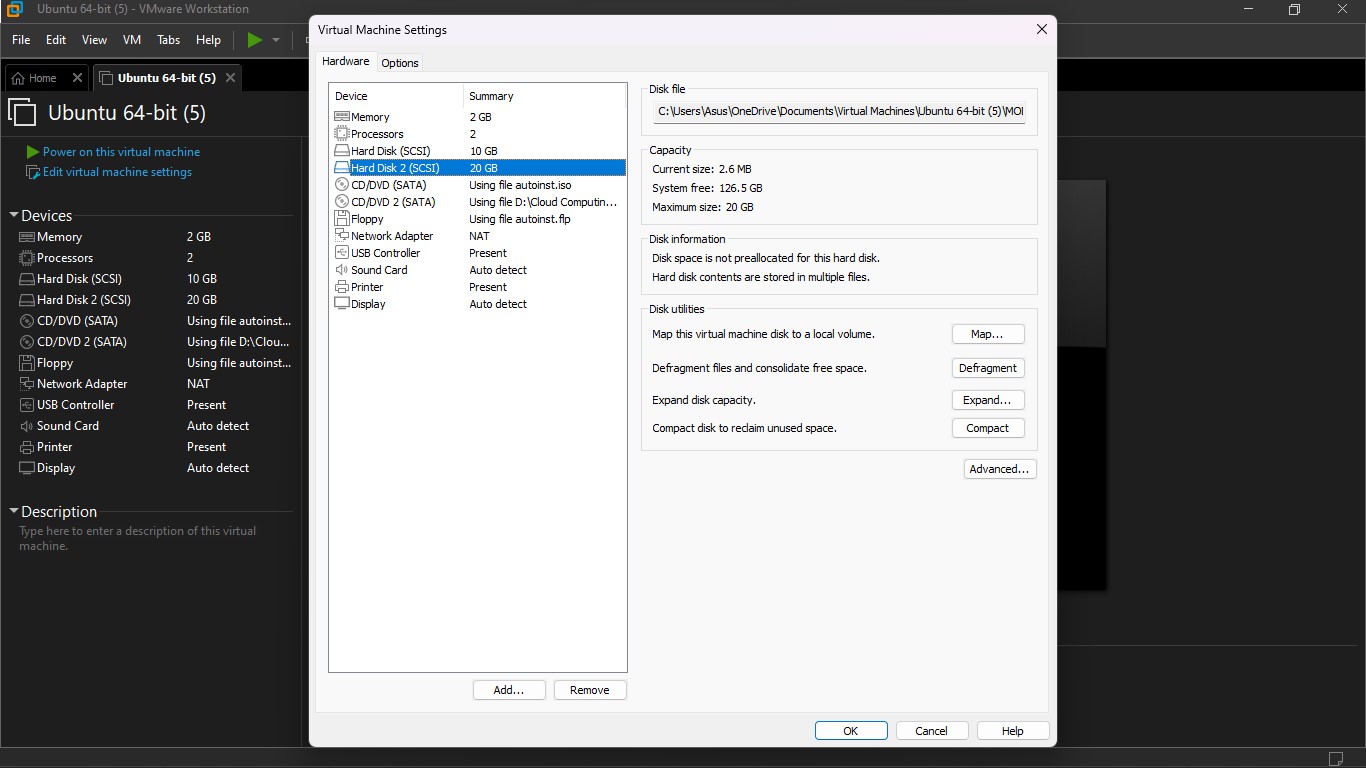 Ubuntu 64-bit (5) - VMware Workstation
File Edit View VM Tabs Help
Home Ubuntu 64-bit (5)
Ubuntu 64-bit (5)
Power on this virtual machine
Edit virtual machine settings
Devices
Memory 2 GB
Processors 2
Hard Disk (SCSI) 10 GB
Hard Disk 2 (SCSI) 20 GB
CD/DVD (SATA) Using file autoinst...
CD/DVD 2 (SATA) Using file D:\Clou...
Floppy Using file autoinst...
Network Adapter NAT
USB Controller Present
Sound Card Auto detect
Printer Present
Display Auto detect
Description
Type here to enter a description of this virtual
machine.
Virtual Machine Settings
Hardware Options
Device Summary
Memory 2 GB
Processors 2
Hard Disk (SCSI) 10 GB
Hard Disk 2 (SCSI) 20 GB
CD/DVD (SATA) Using file autoinst.iso
CD/DVD 2 (SATA) Using file D:\Cloud Computin...
Floppy Using file autoinst.flp
Network Adapter NAT
USB Controller Present
Sound Card Auto detect
Printer Present
Display Auto detect
Add... Remove
Disk file
C:\Users\Asus\OneDrive\Documents\Virtual Machines\Ubuntu 64-bit (5)\MOI
Capacity
Current size: 2.6 MB
System free: 126.5 GB
Maximum size: 20 GB
Disk information
Disk space is not preallocated for this hard disk.
Hard disk contents are stored in multiple files.
Disk utilities
Map this virtual machine disk to a local volume. Map...
Defragment files and consolidate free space. Defragment
Expand disk capacity. Expand...
Compact disk to reclaim unused space. Compact
Advanced...
OK Cancel Help